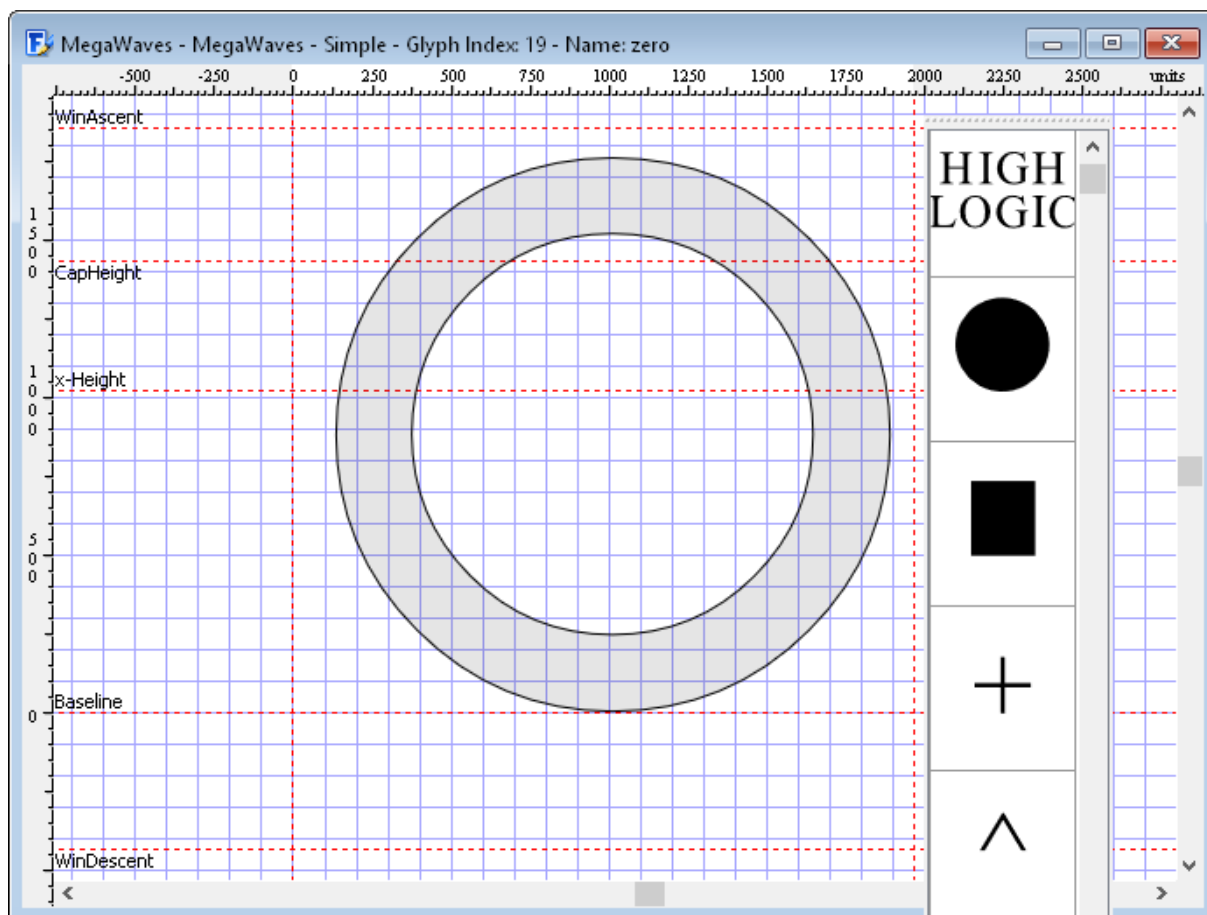 MegaWaves - MegaWaves - Simple - Glyph Index: 19 - Name: zero
-500 -250 0 250 500 750 1000 1250 1500 1750 2000 2250 2500 units
WinAscent
1500
CapHeight
x-Height
1000
500
Baseline
0
WinDescent
HIGH
LOGIC